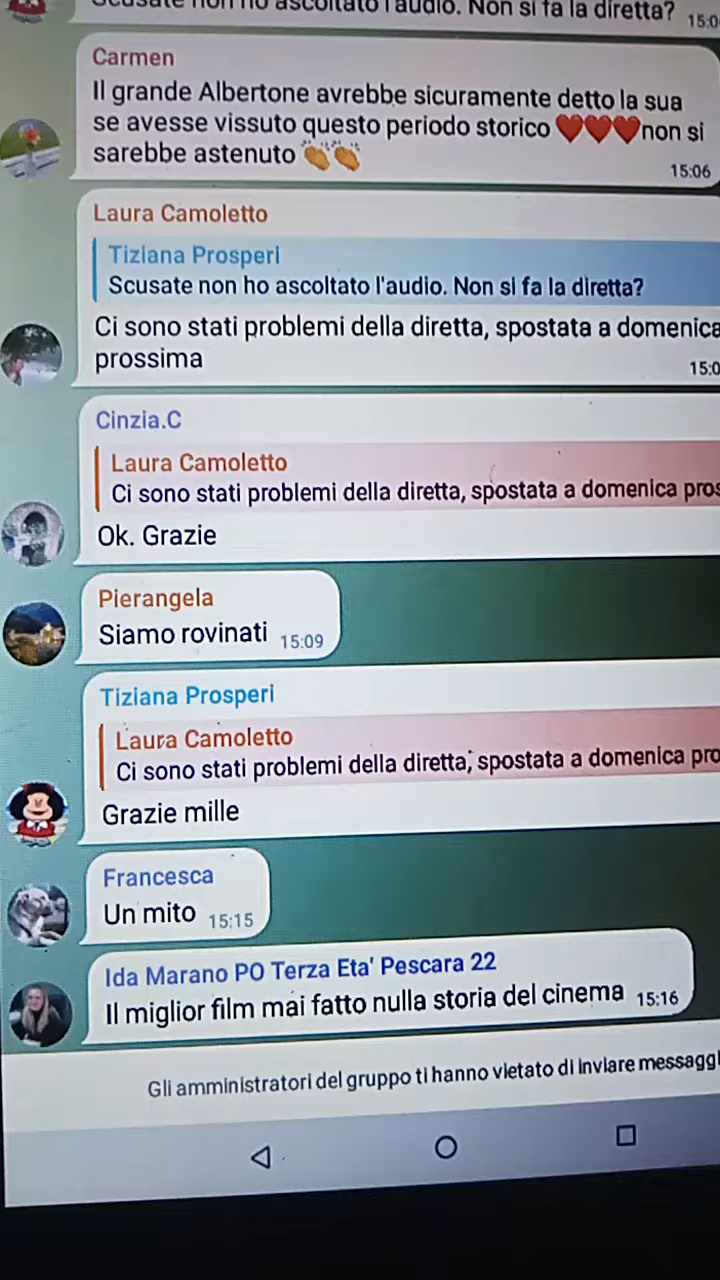 Scusate non ho ascoltato l'audio. Non si fa la diretta?
15:0
Carmen
Il grande Albertone avrebbe sicuramente detto la sua
se avesse vissuto questo periodo storico ❤️❤️❤️non si
sarebbe astenuto 👏👏
15:06
Laura Camoletto
Tiziana Prosperi
Scusate non ho ascoltato l'audio. Non si fa la diretta?
Ci sono stati problemi della diretta, spostata a domenica
prossima
15:0
Cinzia.C
Laura Camoletto
Ci sono stati problemi della diretta, spostata a domenica pros
Ok. Grazie
Pierangela
Siamo rovinati 15:09
Tiziana Prosperi
Laura Camoletto
Ci sono stati problemi della diretta, spostata a domenica pro
Grazie mille
Francesca
Un mito 15:15
Ida Marano PO Terza Eta' Pescara 22
Il miglior film mai fatto nulla storia del cinema 15:16
Gli amministratori del gruppo ti hanno vietato di inviare messaggi